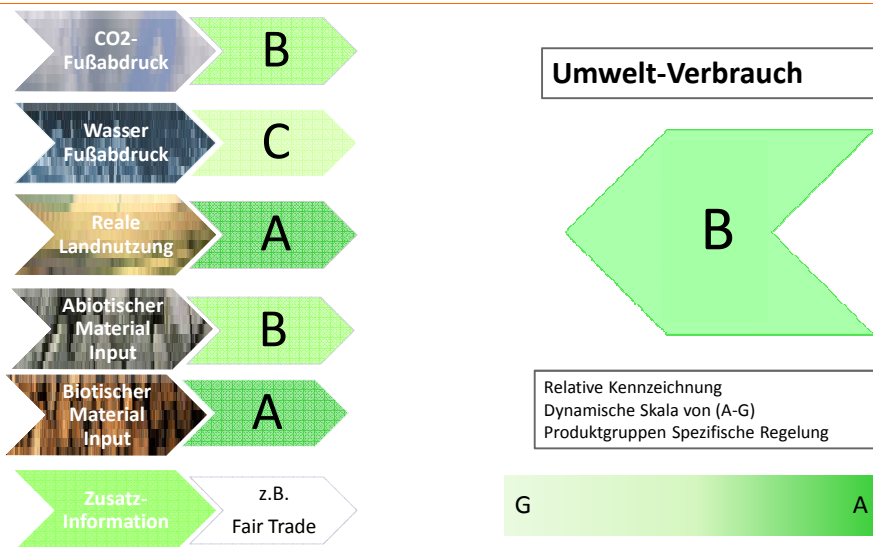 CO2-
Fußabdruck
B
Wasser
Fußabdruck
C
Reale
Landnutzung
A
Abiotischer
Material
Input
B
Biotischer
Material
Input
A
Zusatz-
Information
z.B.
Fair Trade
Umwelt-Verbrauch
B
Relative Kennzeichnung
Dynamische Skala von (A-G)
Produktgruppen Spezifische Regelung
G
A